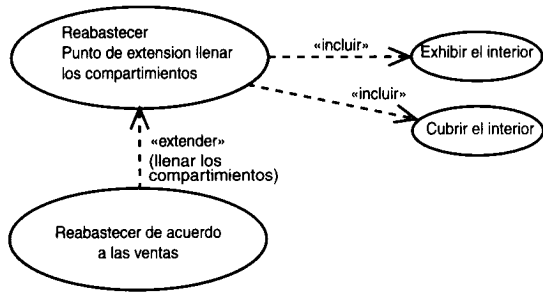 Reabastecer
Punto de extension llenar
los compartimientos
«incluir»
Exhibir el interior
«incluir»
Cubrir el interior
«extender»
(llenar los
compartimientos)
Reabastecer de acuerdo
a las ventas